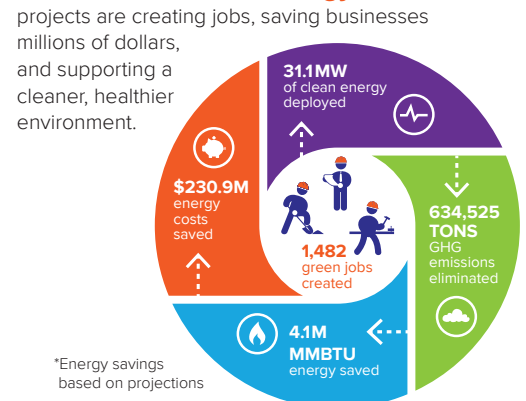 projects are creating jobs, saving businesses
millions of dollars,
and supporting a
cleaner, healthier
environment.
31.1MW
of clean energy
deployed
$230.9M
energy
costs
saved
634,525
TONS
GHG
emissions
eliminated
1,482
green jobs
created
4.1M
MMBTU
energy saved
*Energy savings
based on projections